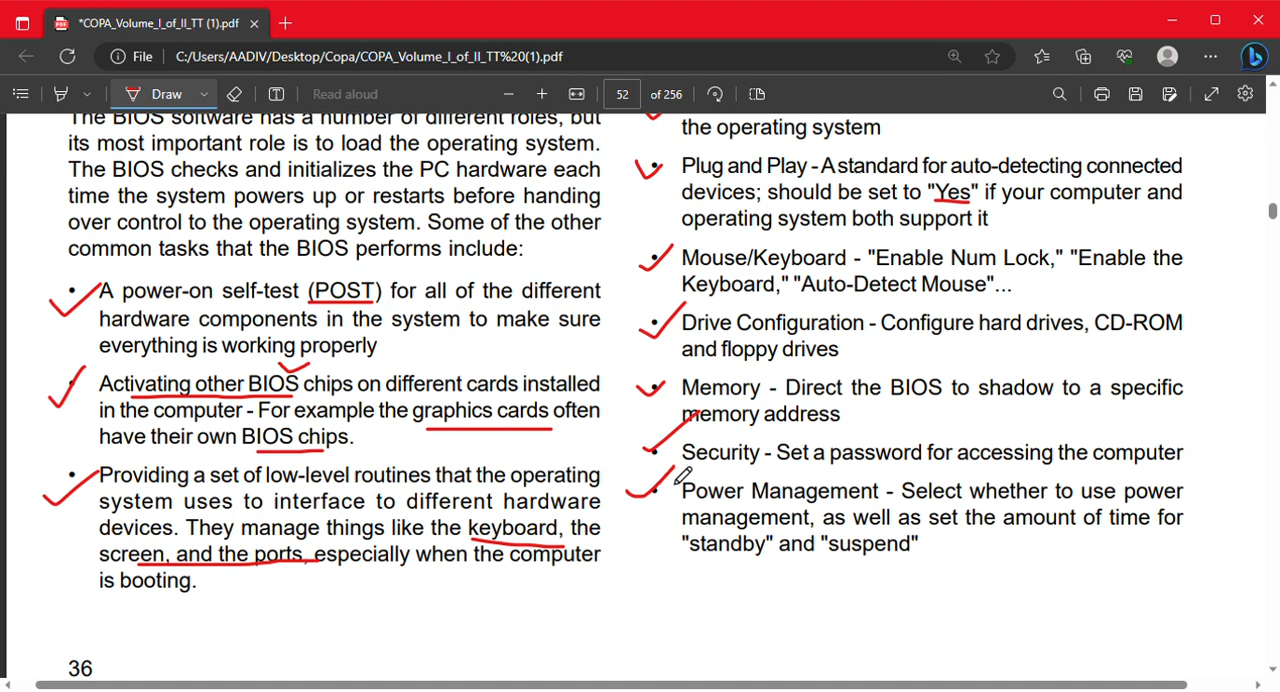 *COPA_Volume_I_of_II_TT (1).pdf
File
C:/Users/AADIV/Desktop/Copa/COPA_Volume_I_of_II_TT%20(1).pdf
Draw
Read aloud
52 of 256
The BIOS software has a number of different roles, but
its most important role is to load the operating system.
The BIOS checks and initializes the PC hardware each
time the system powers up or restarts before handing
over control to the operating system. Some of the other
common tasks that the BIOS performs include:
• A power-on self-test (POST) for all of the different
hardware components in the system to make sure
everything is working properly
• Activating other BIOS chips on different cards installed
in the computer - For example the graphics cards often
have their own BIOS chips.
• Providing a set of low-level routines that the operating
system uses to interface to different hardware
devices. They manage things like the keyboard, the
screen, and the ports, especially when the computer
is booting.
36
the operating system
• Plug and Play - A standard for auto-detecting connected
devices; should be set to "Yes" if your computer and
operating system both support it
• Mouse/Keyboard - "Enable Num Lock," "Enable the
Keyboard," "Auto-Detect Mouse"...
• Drive Configuration - Configure hard drives, CD-ROM
and floppy drives
• Memory - Direct the BIOS to shadow to a specific
memory address
• Security - Set a password for accessing the computer
• Power Management - Select whether to use power
management, as well as set the amount of time for
"standby" and "suspend"